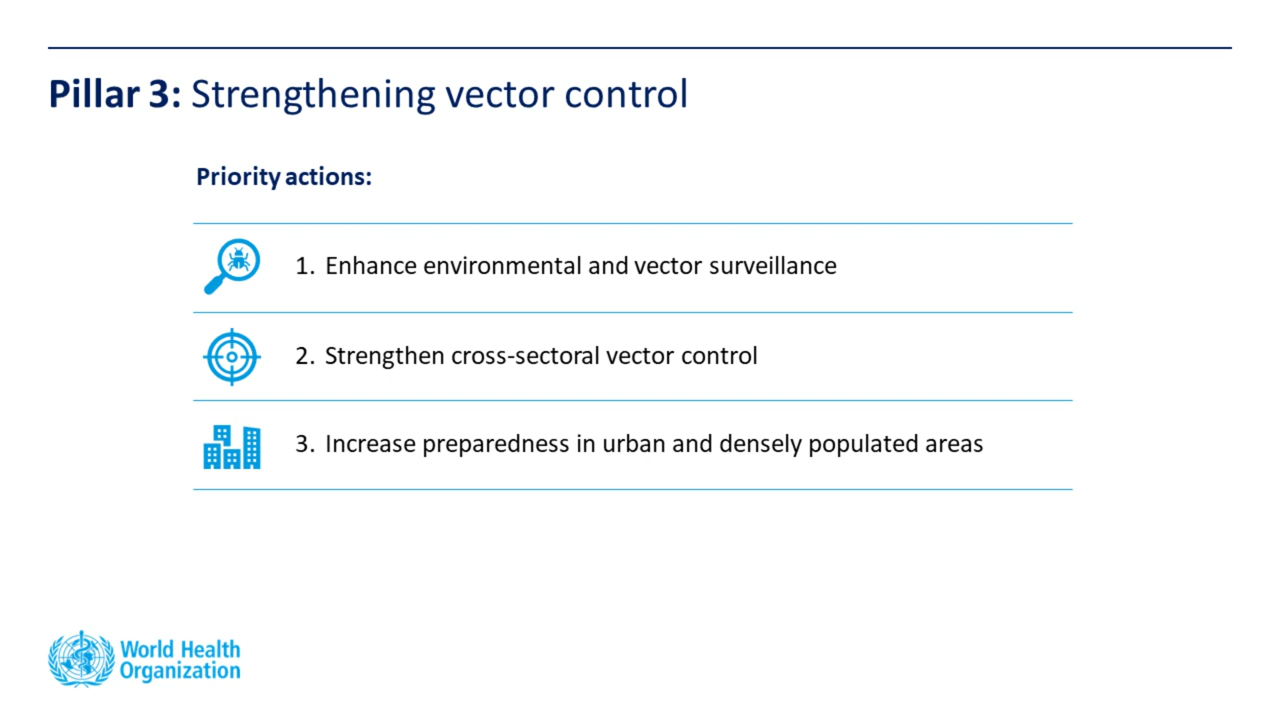 Pillar 3: Strengthening vector control
Priority actions:
1. Enhance environmental and vector surveillance
2. Strengthen cross-sectoral vector control
3. Increase preparedness in urban and densely populated areas
World Health
Organization